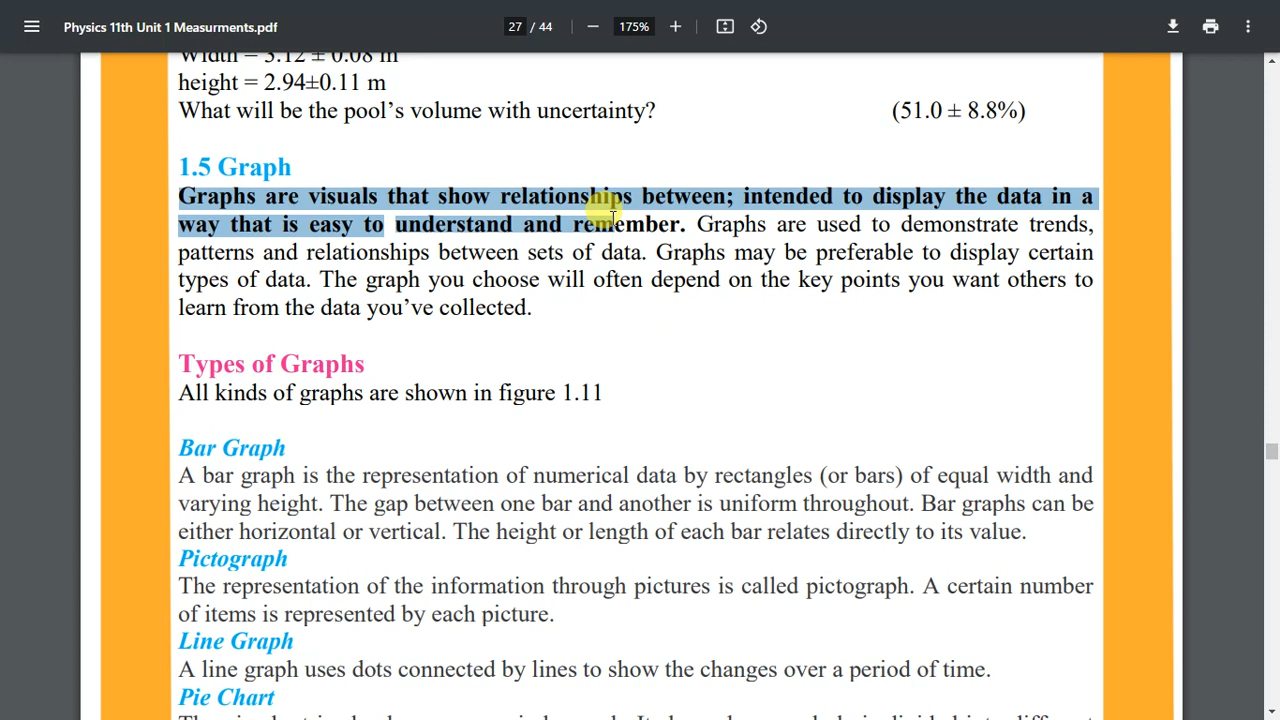 Physics 11th Unit 1 Measurments.pdf
27 / 44
175%
Width = 3.12 ± 0.08 m
height = 2.94±0.11 m
What will be the pool’s volume with uncertainty? (51.0 ± 8.8%)
1.5 Graph
Graphs are visuals that show relationships between; intended to display the data in a
way that is easy to understand and remember. Graphs are used to demonstrate trends,
patterns and relationships between sets of data. Graphs may be preferable to display certain
types of data. The graph you choose will often depend on the key points you want others to
learn from the data you’ve collected.
Types of Graphs
All kinds of graphs are shown in figure 1.11
Bar Graph
A bar graph is the representation of numerical data by rectangles (or bars) of equal width and
varying height. The gap between one bar and another is uniform throughout. Bar graphs can be
either horizontal or vertical. The height or length of each bar relates directly to its value.
Pictograph
The representation of the information through pictures is called pictograph. A certain number
of items is represented by each picture.
Line Graph
A line graph uses dots connected by lines to show the changes over a period of time.
Pie Chart